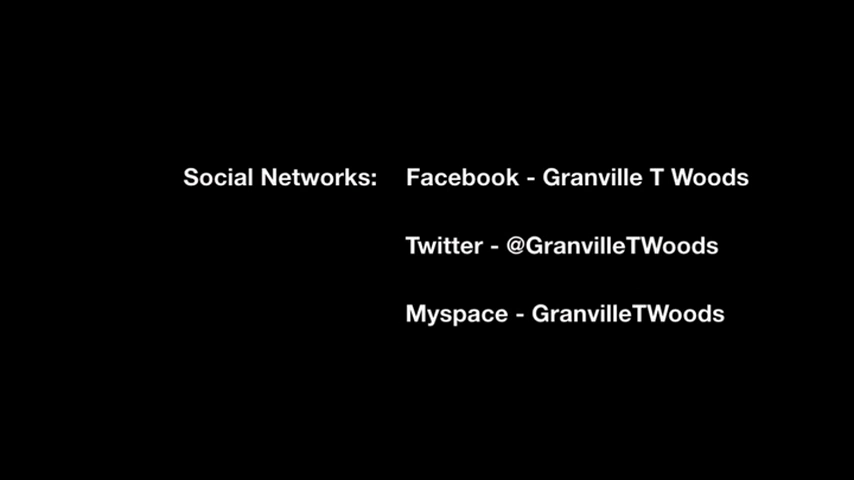 Social Networks: Facebook - Granville T Woods
Twitter - @GranvilleTWoods
Myspace - GranvilleTWoods